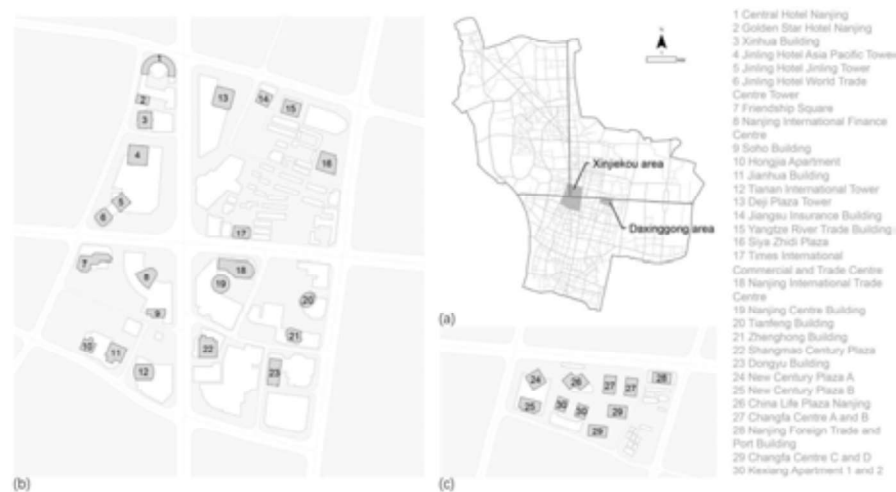 1
2
3
4
5
6
7
8
9
10
11
12
13
14
15
16
17
18
19
20
21
22
23
(b)
Xinjiekou area
Daxinggong area
(a)
24
26
27
27
28
25
30
30
29
29
(c)
1 Central Hotel Nanjing
2 Golden Star Hotel Nanjing
3 Xinhua Building
4 Jinling Hotel Asia Pacific Tower
5 Jinling Hotel Jinling Tower
6 Jinling Hotel World Trade
Centre Tower
7 Friendship Square
8 Nanjing International Finance
Centre
9 Soho Building
10 Hongjia Apartment
11 Jianhua Building
12 Tianan International Tower
13 Deji Plaza Tower
14 Jiangsu Insurance Building
15 Yangtze River Trade Building
16 Siya Zhidi Plaza
17 Times International
Commercial and Trade Centre
18 Nanjing International Trade
Centre
19 Nanjing Centre Building
20 Tianfeng Building
21 Zhenghong Building
22 Shangmao Century Plaza
23 Dongyu Building
24 New Century Plaza A
25 New Century Plaza B
26 China Life Plaza Nanjing
27 Changfa Centre A and B
28 Nanjing Foreign Trade and
Port Building
29 Changfa Centre C and D
30 Kexiang Apartment 1 and 2